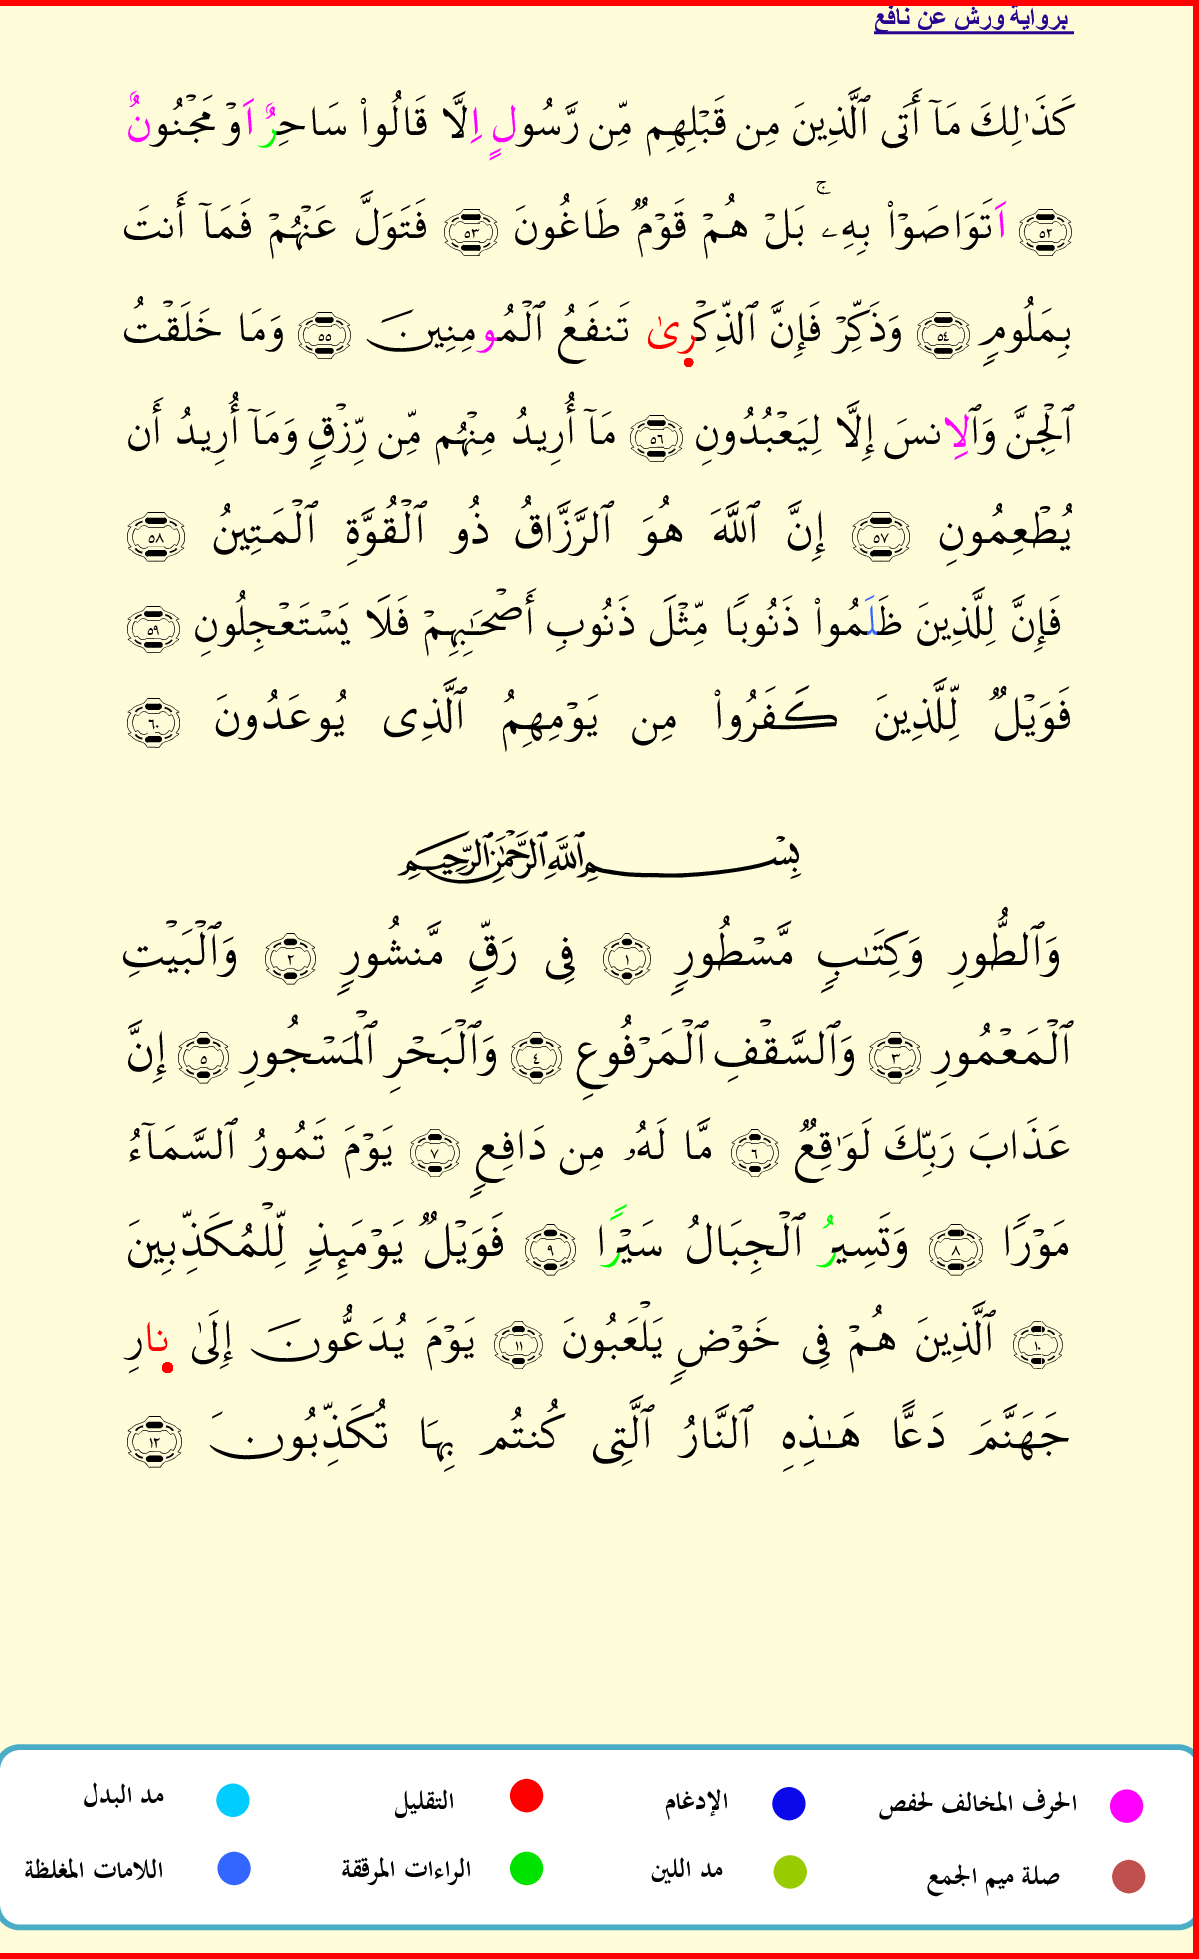 برواية ورش عن نافع
كَذَٰلِكَ مَآ أَتَى ٱلَّذِينَ مِن قَبْلِهِم مِّن رَّسُولٍ اِلَّا قَالُواْ سَاحِرٌ اَوْ مَجْنُونٌ
٥٢ اَتَوَاصَوْاْ بِهِۦۚ بَلْ هُمْ قَوْمٌ طَاغُونَ ٥٣ فَتَوَلَّ عَنْهُمْ فَمَآ أَنتَ
بِمَلُومٍ ٥٤ وَذَكِّرْ فَإِنَّ ٱلذِّكْرِىٰ تَنفَعُ ٱلْمُومِنِينَ ٥٥ وَمَا خَلَقْتُ
ٱلْجِنَّ وَٱلِانسَ إِلَّا لِيَعْبُدُونِ ٥٦ مَآ أُرِيدُ مِنْهُم مِّن رِّزْقٍ وَمَآ أُرِيدُ أَن
يُطْعِمُونِ ٥٧ إِنَّ ٱللَّهَ هُوَ ٱلرَّزَّاقُ ذُو ٱلْقُوَّةِ ٱلْمَتِينُ ٥٨
فَإِنَّ لِلَّذِينَ ظَلَمُواْ ذَنُوبًا مِّثْلَ ذَنُوبِ أَصْحَٰبِهِمْ فَلَا يَسْتَعْجِلُونِ ٥٩
فَوَيْلٌ لِّلَّذِينَ كَفَرُواْ مِن يَوْمِهِمُ ٱلَّذِى يُوعَدُونَ ٦٠
بِسْمِ ٱللَّهِ ٱلرَّحْمَٰنِ ٱلرَّحِيمِ
وَٱلطُّورِ وَكِتَٰبٍ مَّسْطُورٍ ١ فِى رَقٍّ مَّنشُورٍ ٢ وَٱلْبَيْتِ
ٱلْمَعْمُورِ ٣ وَٱلسَّقْفِ ٱلْمَرْفُوعِ ٤ وَٱلْبَحْرِ ٱلْمَسْجُورِ ٥ إِنَّ
عَذَابَ رَبِّكَ لَوَٰقِعٌ ٦ مَّا لَهُۥ مِن دَافِعٍ ٧ يَوْمَ تَمُورُ ٱلسَّمَآءُ
مَوْرًا ٨ وَتَسِيرُ ٱلْجِبَالُ سَيْرًا ٩ فَوَيْلٌ يَوْمَئِذٍ لِّلْمُكَذِّبِينَ
١٠ ٱلَّذِينَ هُمْ فِى خَوْضٍ يَلْعَبُونَ ١١ يَوْمَ يُدَعُّونَ إِلَىٰ نِارِ
جَهَنَّمَ دَعًّا هَٰذِهِ ٱلنَّارُ ٱلَّتِى كُنتُم بِهَا تُكَذِّبُونَ ١٢
الحرف المخالف لحفص الإدغام التقليل مد البدل
صلة ميم الجمع مد اللين الراءات المرققة اللامات المغلظة